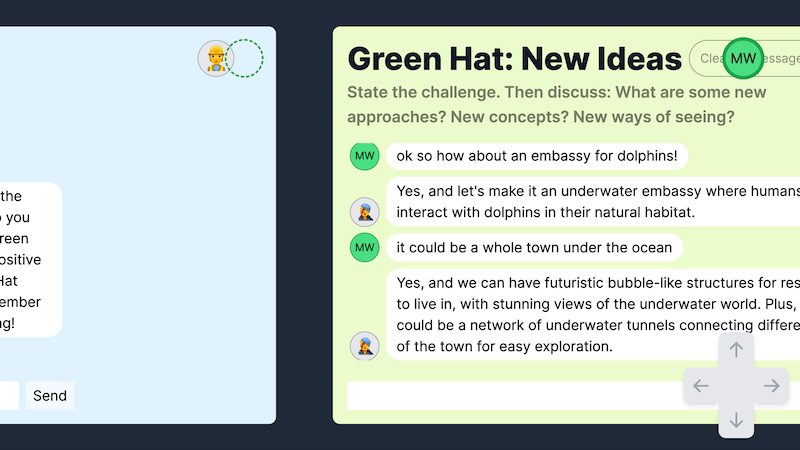 the
you
ositive
Hat
ember
Send
Green Hat: New Ideas
MW
State the challenge. Then discuss: What are some new
approaches? New concepts? New ways of seeing?
MW
ok so how about an embassy for dolphins!
Yes, and let's make it an underwater embassy where humans
interact with dolphins in their natural habitat.
MW
it could be a whole town under the ocean
Yes, and we can have futuristic bubble-like structures for res
to live in, with stunning views of the underwater world. Plus,
could be a network of underwater tunnels connecting differe
of the town for easy exploration.